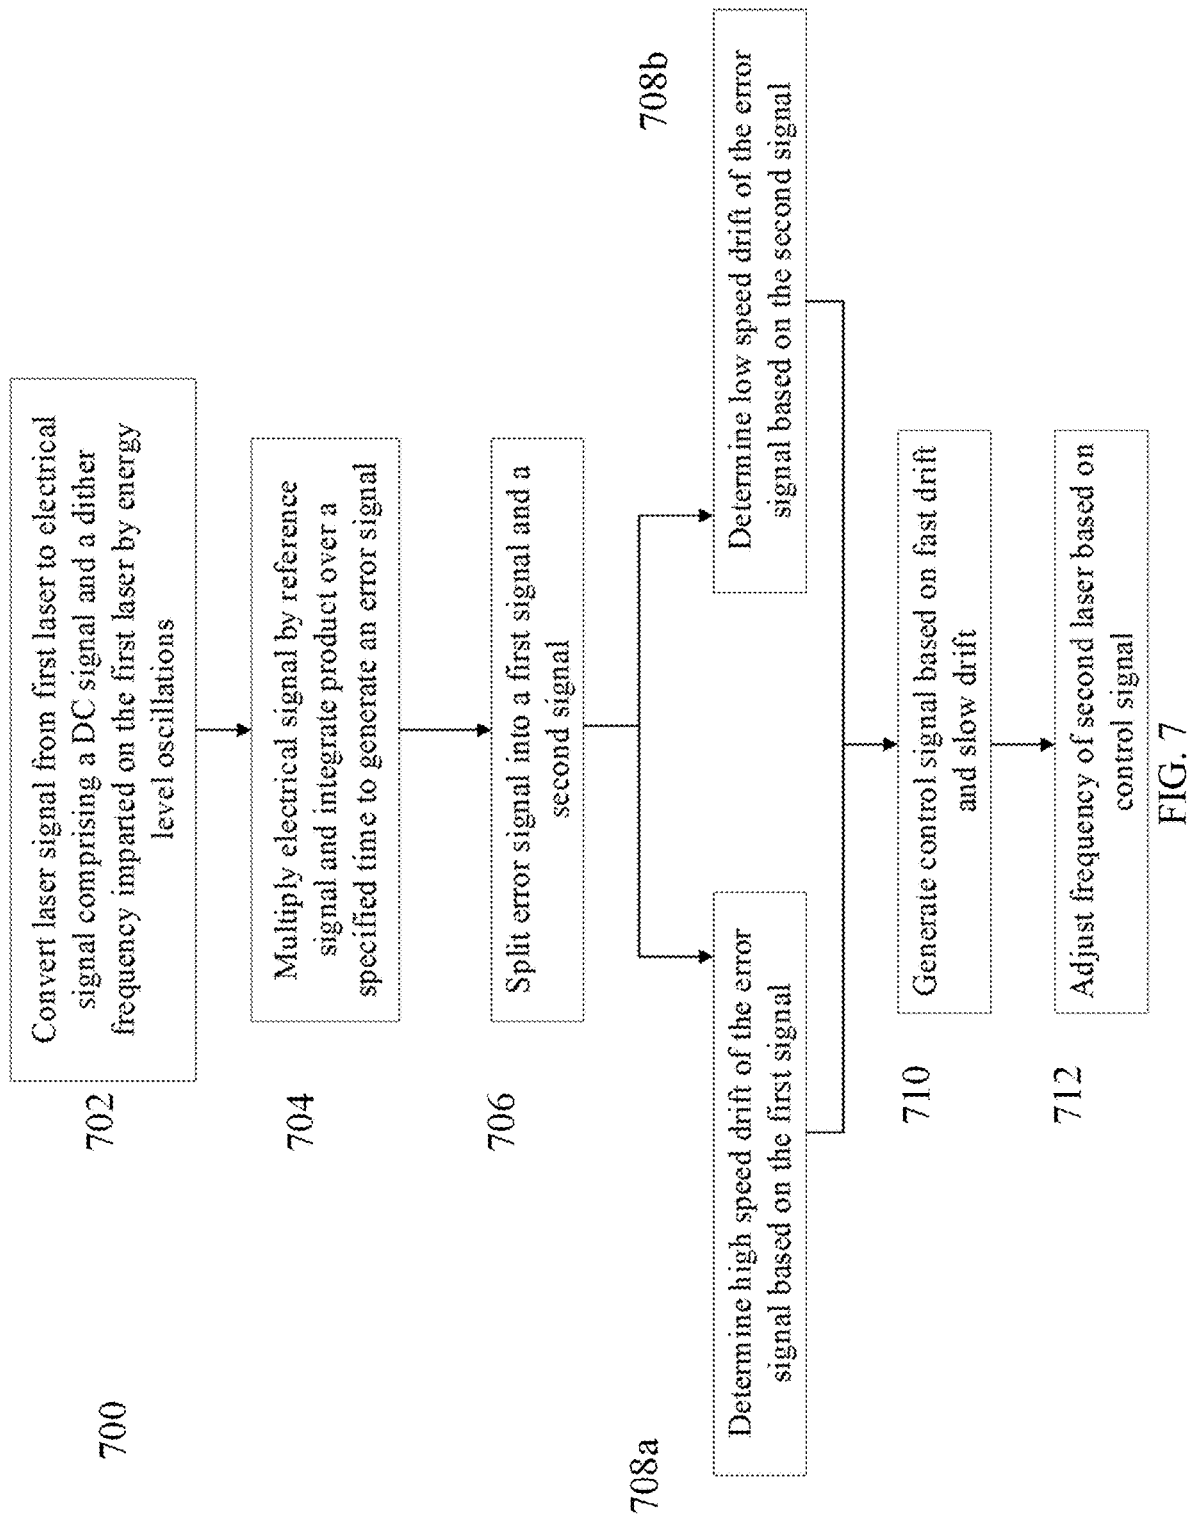 700
702
Convert laser signal from first laser to electrical
signal comprising a DC signal and a dither
frequency imparted on the first laser by energy
level oscillations
704
Multiply electrical signal by reference
signal and integrate product over a
specified time to generate an error signal
706
Split error signal into a first signal and a
second signal
708a
Determine high speed drift of the error
signal based on the first signal
708b
Determine low speed drift of the error
signal based on the second signal
710
Generate control signal based on fast drift
and slow drift
712
Adjust frequency of second laser based on
control signal
FIG. 7